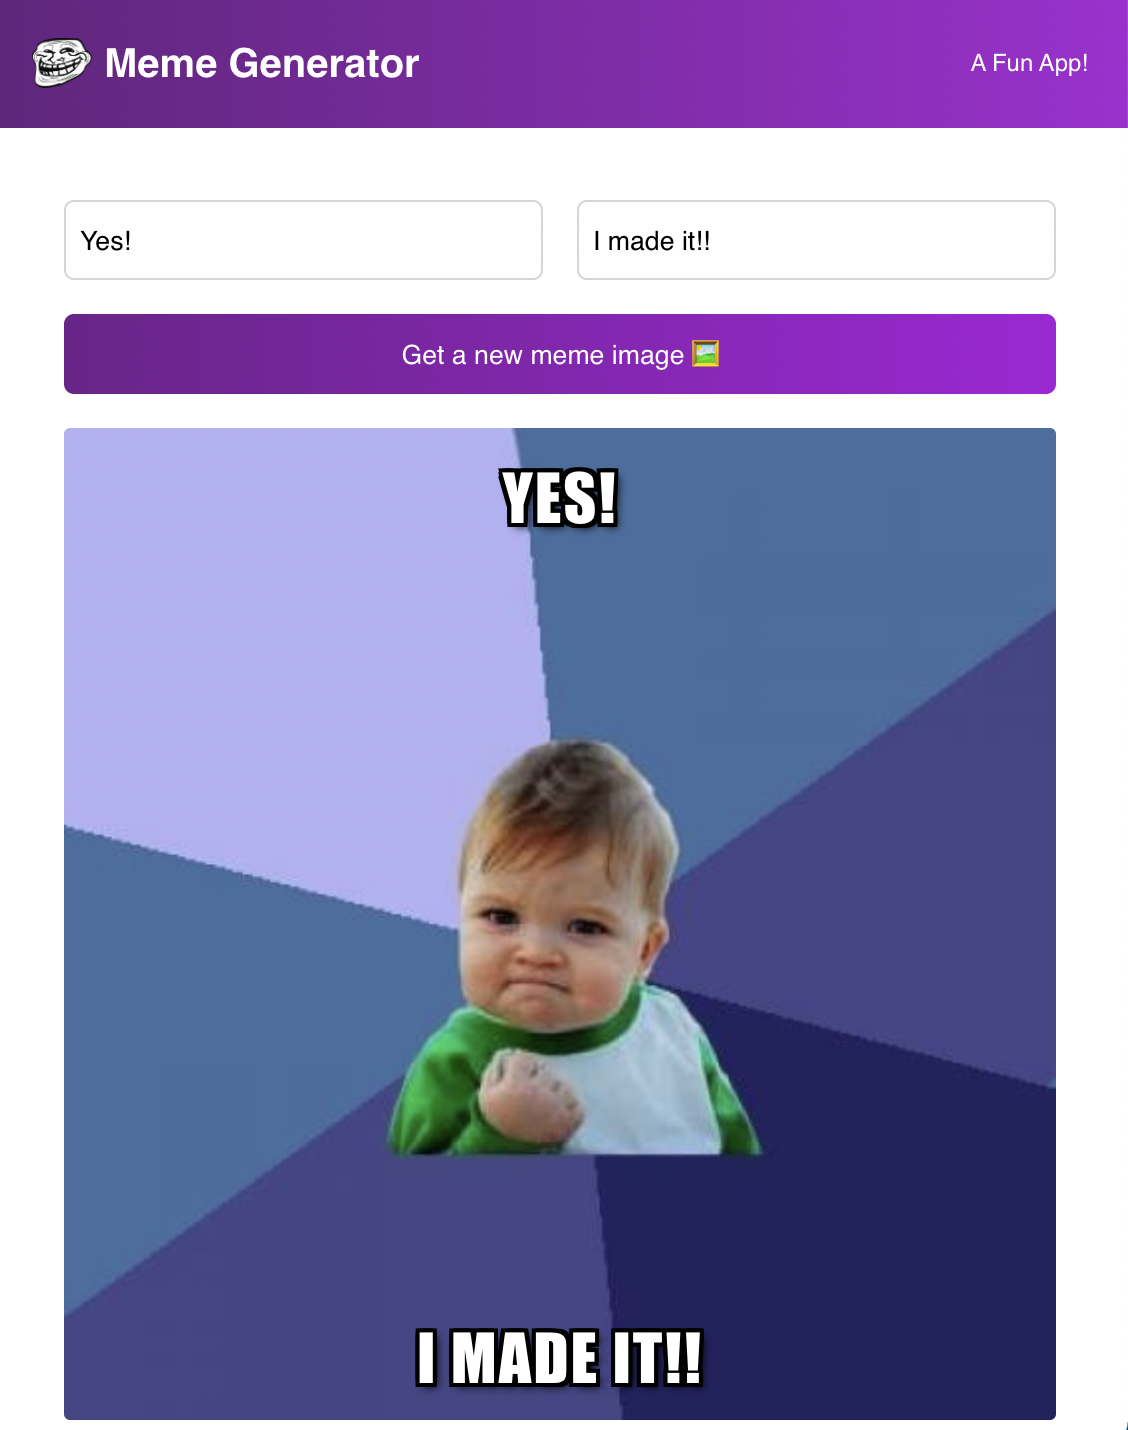 Meme Generator
A Fun App!
Yes!
I made it!!
Get a new meme image 🖼️
YES!
I MADE IT!!